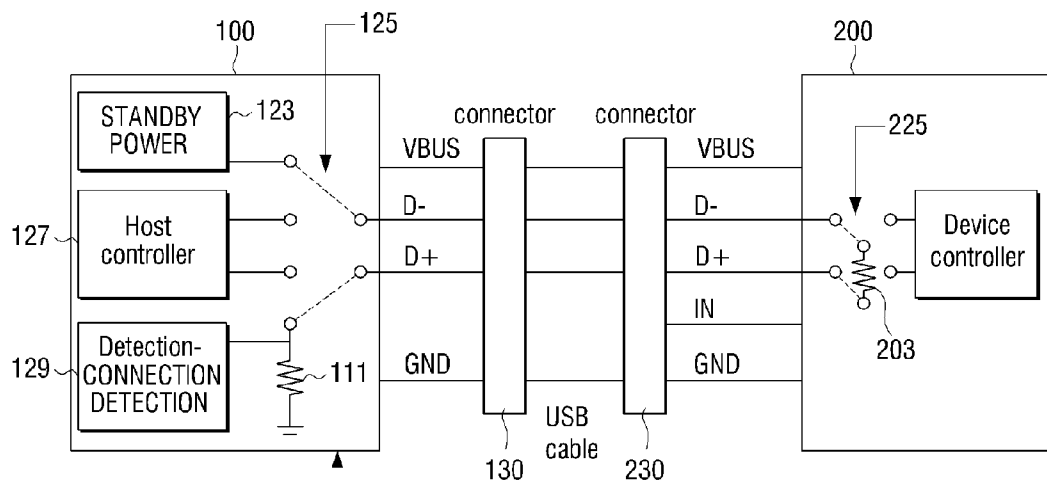 100
125
200
STANDBY
POWER
123
connector
connector
225
VBUS
VBUS
D-
D-
127
Host
controller
Device
controller
D+
D+
IN
203
129
Detection-
CONNECTION
DETECTION
111
GND
GND
USB
cable
130
230